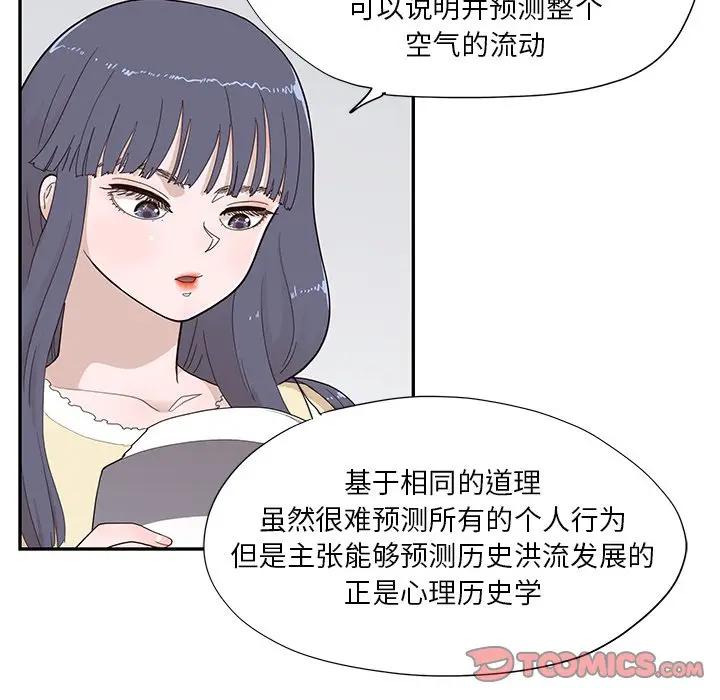 可以说明并预测整个
空气的流动
基于相同的道理
虽然很难预测所有的个人行为
但是主张能够预测历史洪流发展的
正是心理历史学
TOOMICS.com